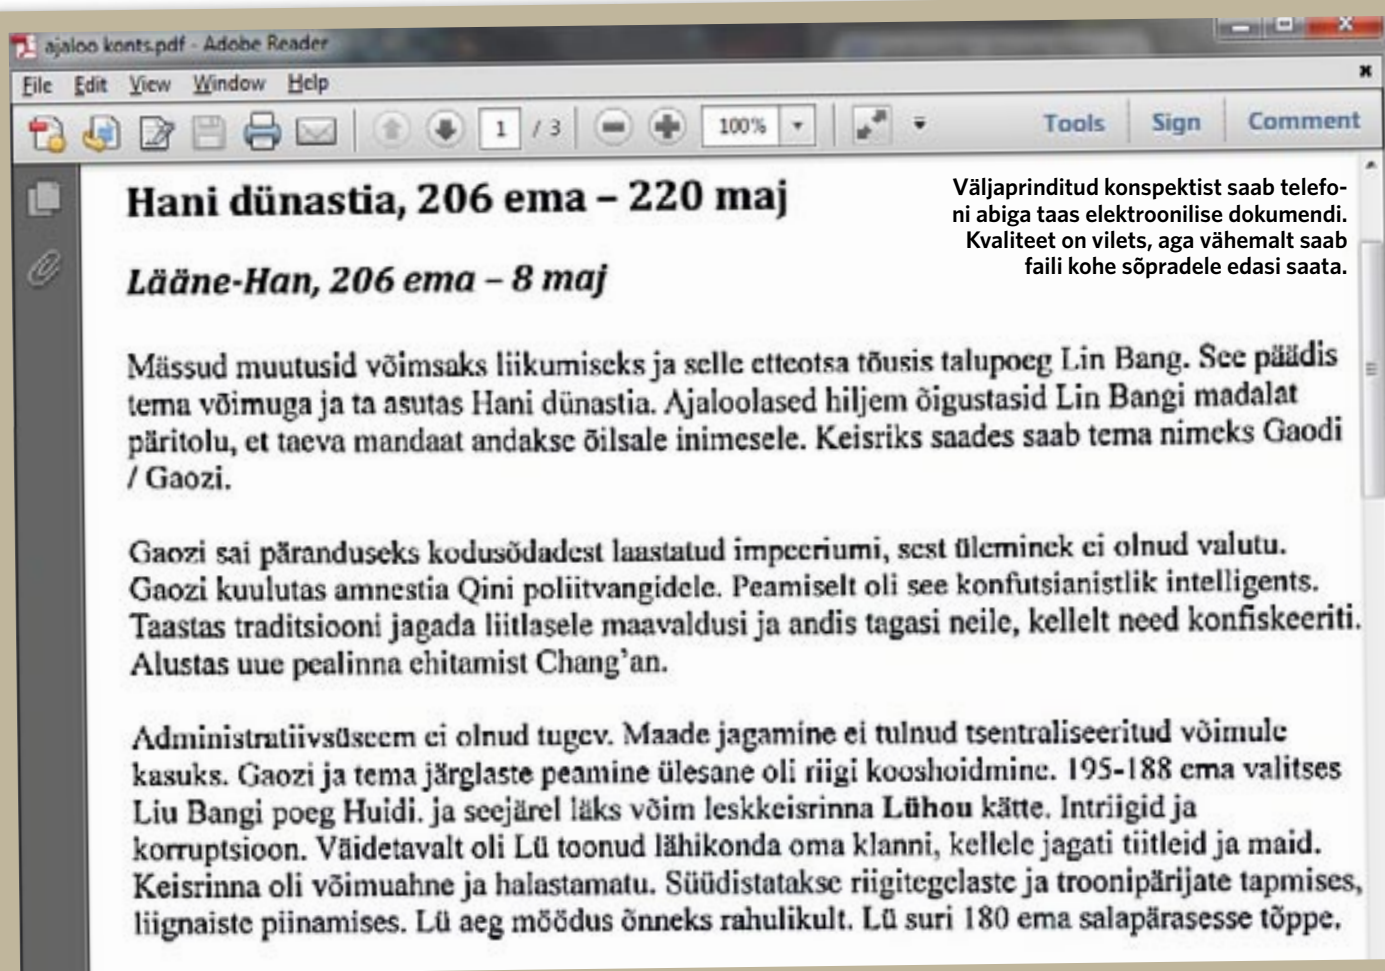 ajaloo konts.pdf - Adobe Reader
File Edit View Window Help
1 / 3 100% Tools Sign Comment
Väljaprinditud konspektist saab telefo-
ni abiga taas elektroonilise dokumendi.
Kvaliteet on vilets, aga vähemalt saab
faili kohe sõpradele edasi saata.
Hani dünastia, 206 ema – 220 maj
Lääne-Han, 206 ema – 8 maj
Mässud muutusid võimsaks liikumiseks ja selle etteotsa tõusis talupoeg Lin Bang. See päädis
tema võimuga ja ta asutas Hani dünastia. Ajaloolased hiljem õigustasid Lin Bangi madalat
päritolu, et taeva mandaat andakse õilsale inimesele. Keisriks saades saab tema nimeks Gaodi
/ Gaozi.
Gaozi sai päranduseks kodusõdadest laastatud impeeriumi, sest üleminek ei olnud valutu.
Gaozi kuulutas amnestia Qini poliitvangidele. Peamiselt oli see konfutsianistlik intelligents.
Taastas traditsiooni jagada liitlasele maavaldusi ja andis tagasi neile, kellelt need konfiskeeriti.
Alustas uue pealinna ehitamist Chang’an.
Administratiivsüseem ei olnud tugev. Maade jagamine ei tulnud tsentraliseeritud võimule
kasuks. Gaozi ja tema järglaste peamine ülesane oli riigi kooshoidmine. 195-188 ema valitses
Liu Bangi poeg Huidi. ja seejärel läks võim leskkeisrinna Lühou kätte. Intriigid ja
korruptsioon. Väidetavalt oli Lü toonud lähikonda oma klanni, kellele jagati tiitleid ja maid.
Keisrinna oli võimuahne ja halastamatu. Süüdistatakse riigitegelaste ja troonipärijate tapmises,
liignaiste piinamises. Lü aeg möödus õnneks rahulikult. Lü suri 180 ema salapärasesse tõppe.